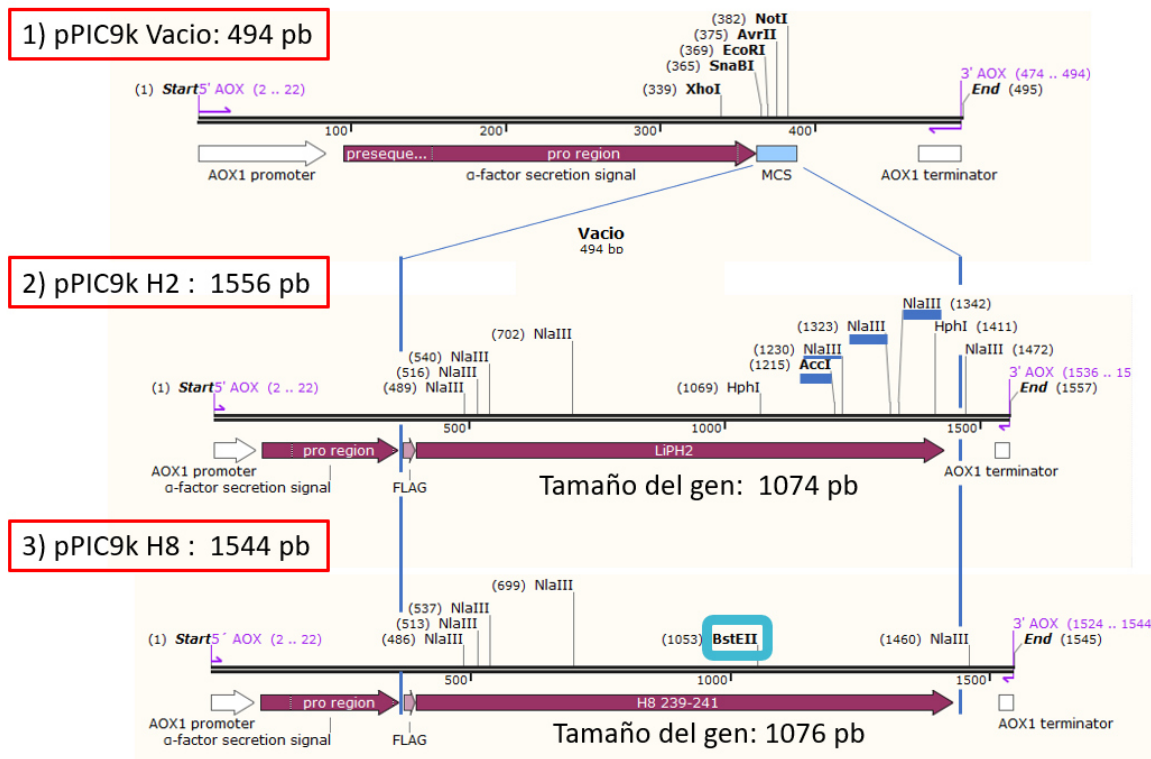 1) pPIC9k Vacio: 494 pb
(382) NotI
(375) AvrII
(369) EcoRI
(365) SnaBI
(339) XhoI
(1) Start
5' AOX (2 .. 22)
3' AOX (474 .. 494)
End (495)
100
200
300
400
preseque...
pro region
AOX1 promoter
α-factor secretion signal
MCS
AOX1 terminator
Vacio
494 bp
2) pPIC9k H2 : 1556 pb
NlaIII (1342)
(1323) NlaIII
HphI (1411)
(702) NlaIII
(540) NlaIII
(516) NlaIII
(489) NlaIII
(1230) NlaIII
(1215) AccI
(1069) HphI
NlaIII (1472)
(1) Start
5' AOX (2 .. 22)
3' AOX (1536 .. 15
End (1557)
500
1000
1500
pro region
LiPH2
AOX1 promoter
α-factor secretion signal
FLAG
Tamaño del gen: 1074 pb
AOX1 terminator
3) pPIC9k H8 : 1544 pb
(699) NlaIII
(537) NlaIII
(513) NlaIII
(486) NlaIII
(1053) BstEII
(1460) NlaIII
(1) Start
5´ AOX (2 .. 22)
3' AOX (1524 .. 1544
End (1545)
500
1000
1500
pro region
H8 239-241
AOX1 promoter
α-factor secretion signal
FLAG
Tamaño del gen: 1076 pb
AOX1 terminator